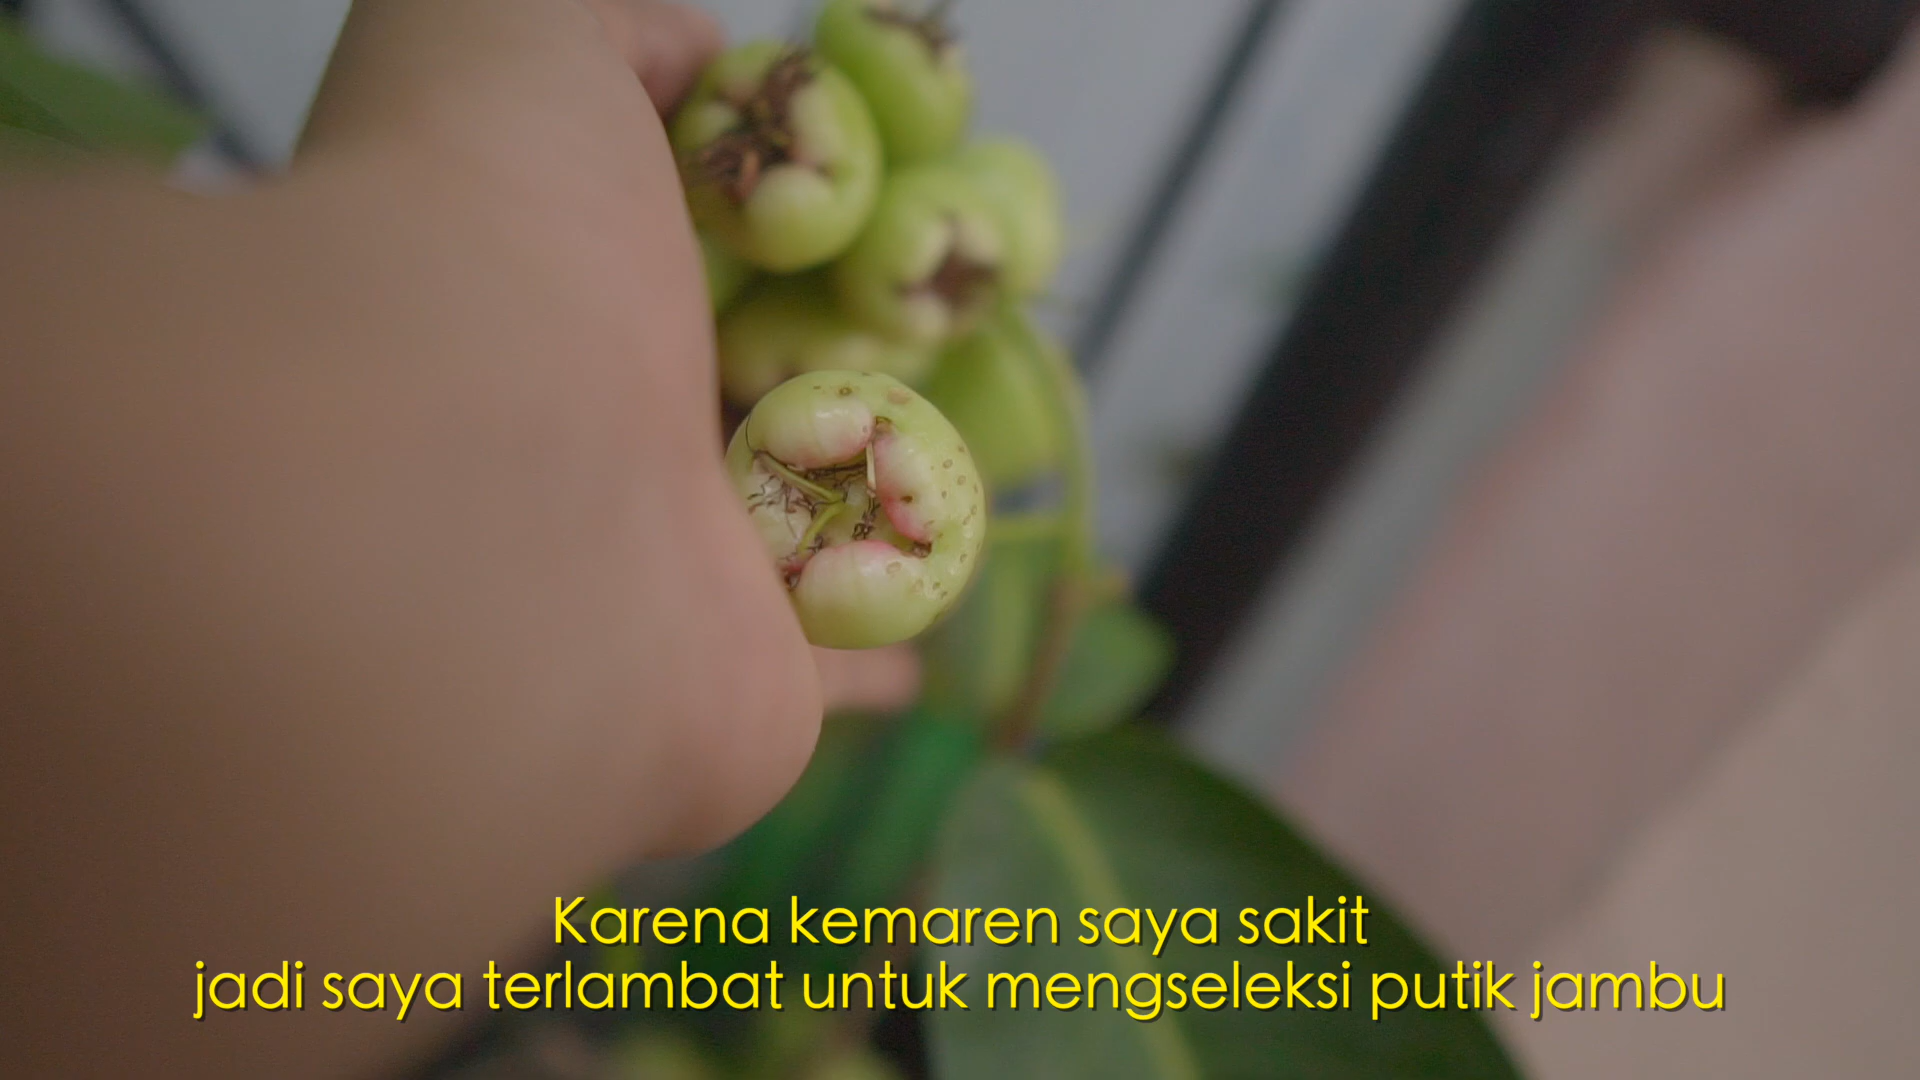 Karena kemaren saya sakit
jadi saya terlambat untuk mengseleksi putik jambu